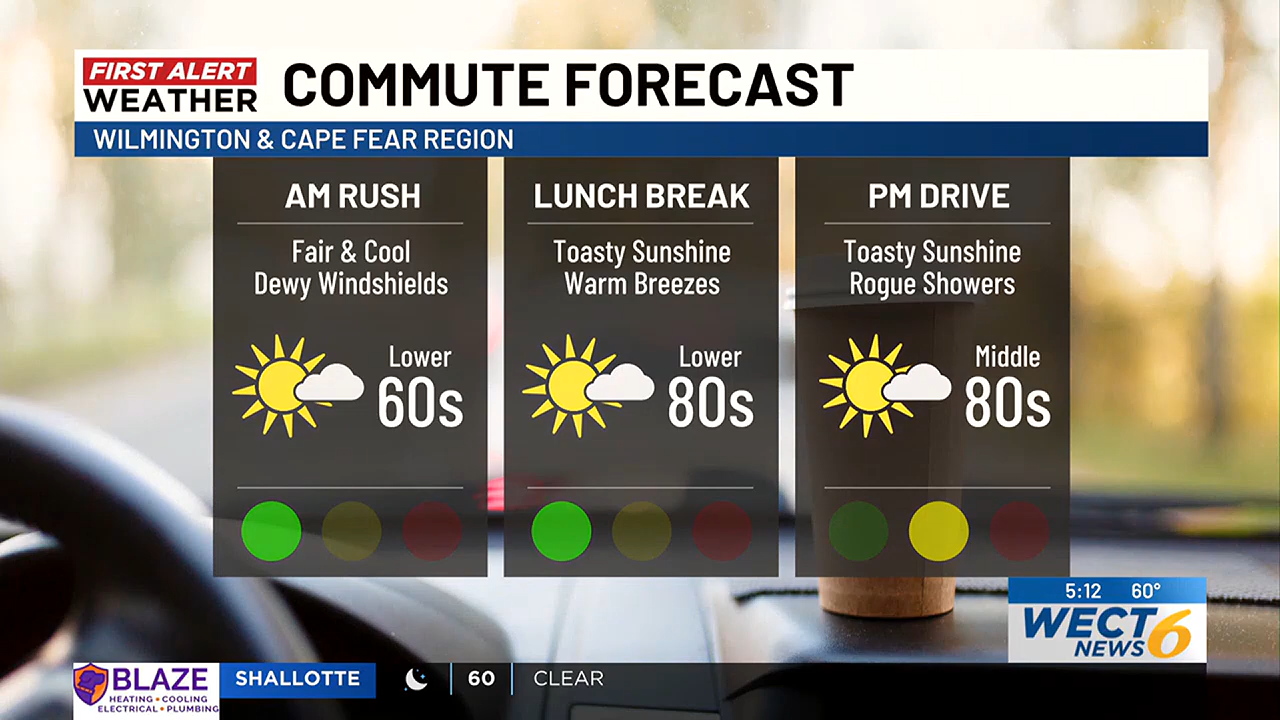 FIRST ALERT
WEATHER
COMMUTE FORECAST
WILMINGTON & CAPE FEAR REGION
AM RUSH
Fair & Cool
Dewy Windshields
Lower
60s
LUNCH BREAK
Toasty Sunshine
Warm Breezes
Lower
80s
PM DRIVE
Toasty Sunshine
Rogue Showers
Middle
80s
5:12 60°
WECT 6
NEWS
BLAZE
HEATING • COOLING
ELECTRICAL • PLUMBING
SHALLOTTE 60 CLEAR